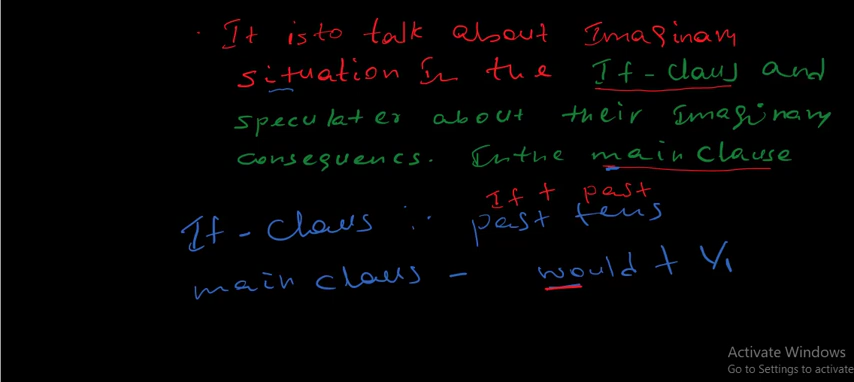 . It is to talk about Imaginary
situation In the If-claus and
speculater about their Imaginary
consequencs. In the main Clause
If + past
If - Claus : past tens
main claus - would + V1
Activate Windows
Go to Settings to activate